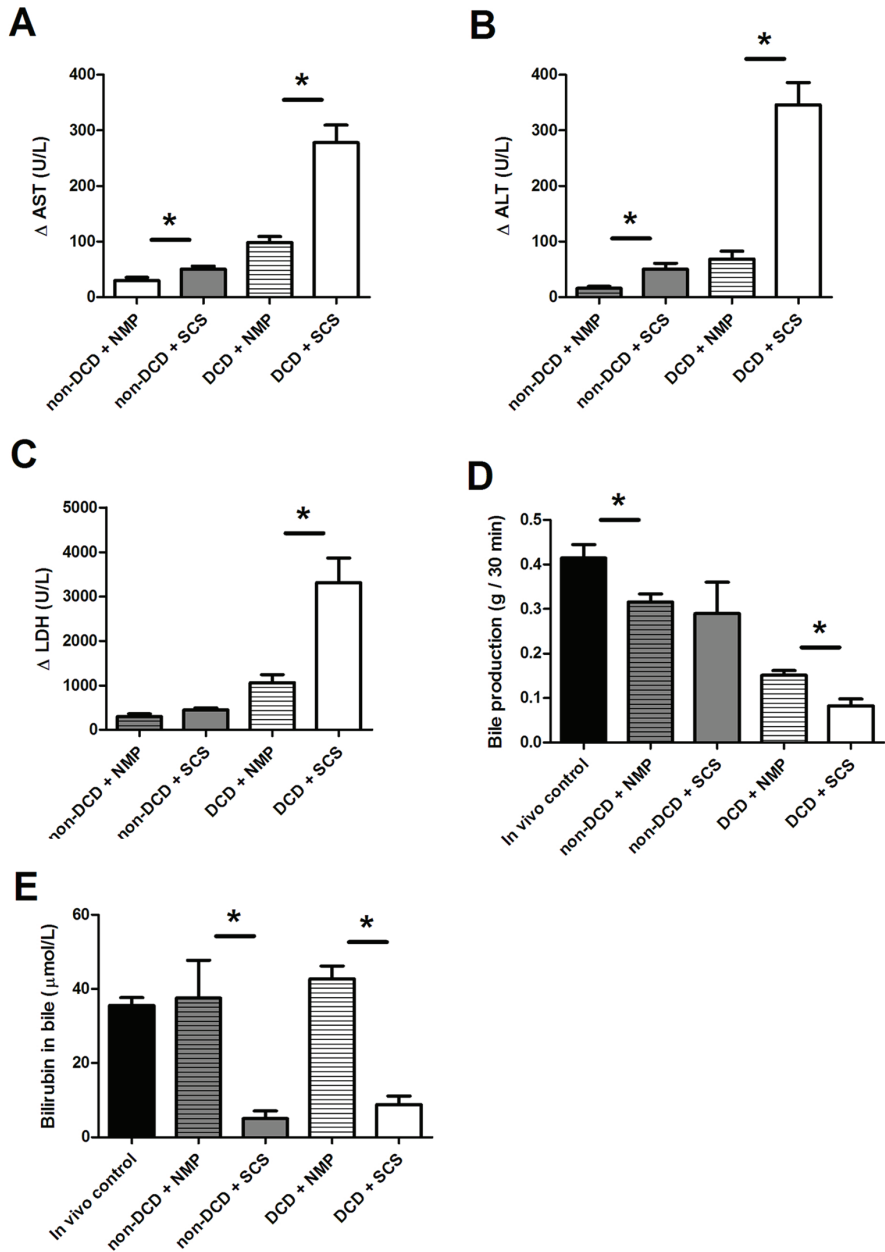 A
Δ AST (U/L)
400
300
200
100
0
*
*
non-DCD + NMP
non-DCD + SCS
DCD + NMP
DCD + SCS
B
Δ ALT (U/L)
400
300
200
100
0
*
*
non-DCD + NMP
non-DCD + SCS
DCD + NMP
DCD + SCS
C
Δ LDH (U/L)
5000
4000
3000
2000
1000
0
*
non-DCD + NMP
non-DCD + SCS
DCD + NMP
DCD + SCS
D
Bile production (g / 30 min)
0.5
0.4
0.3
0.2
0.1
0.0
*
*
In vivo control
non-DCD + NMP
non-DCD + SCS
DCD + NMP
DCD + SCS
E
Bilirubin in bile (μmol/L)
60
40
20
0
*
*
In vivo control
non-DCD + NMP
non-DCD + SCS
DCD + NMP
DCD + SCS